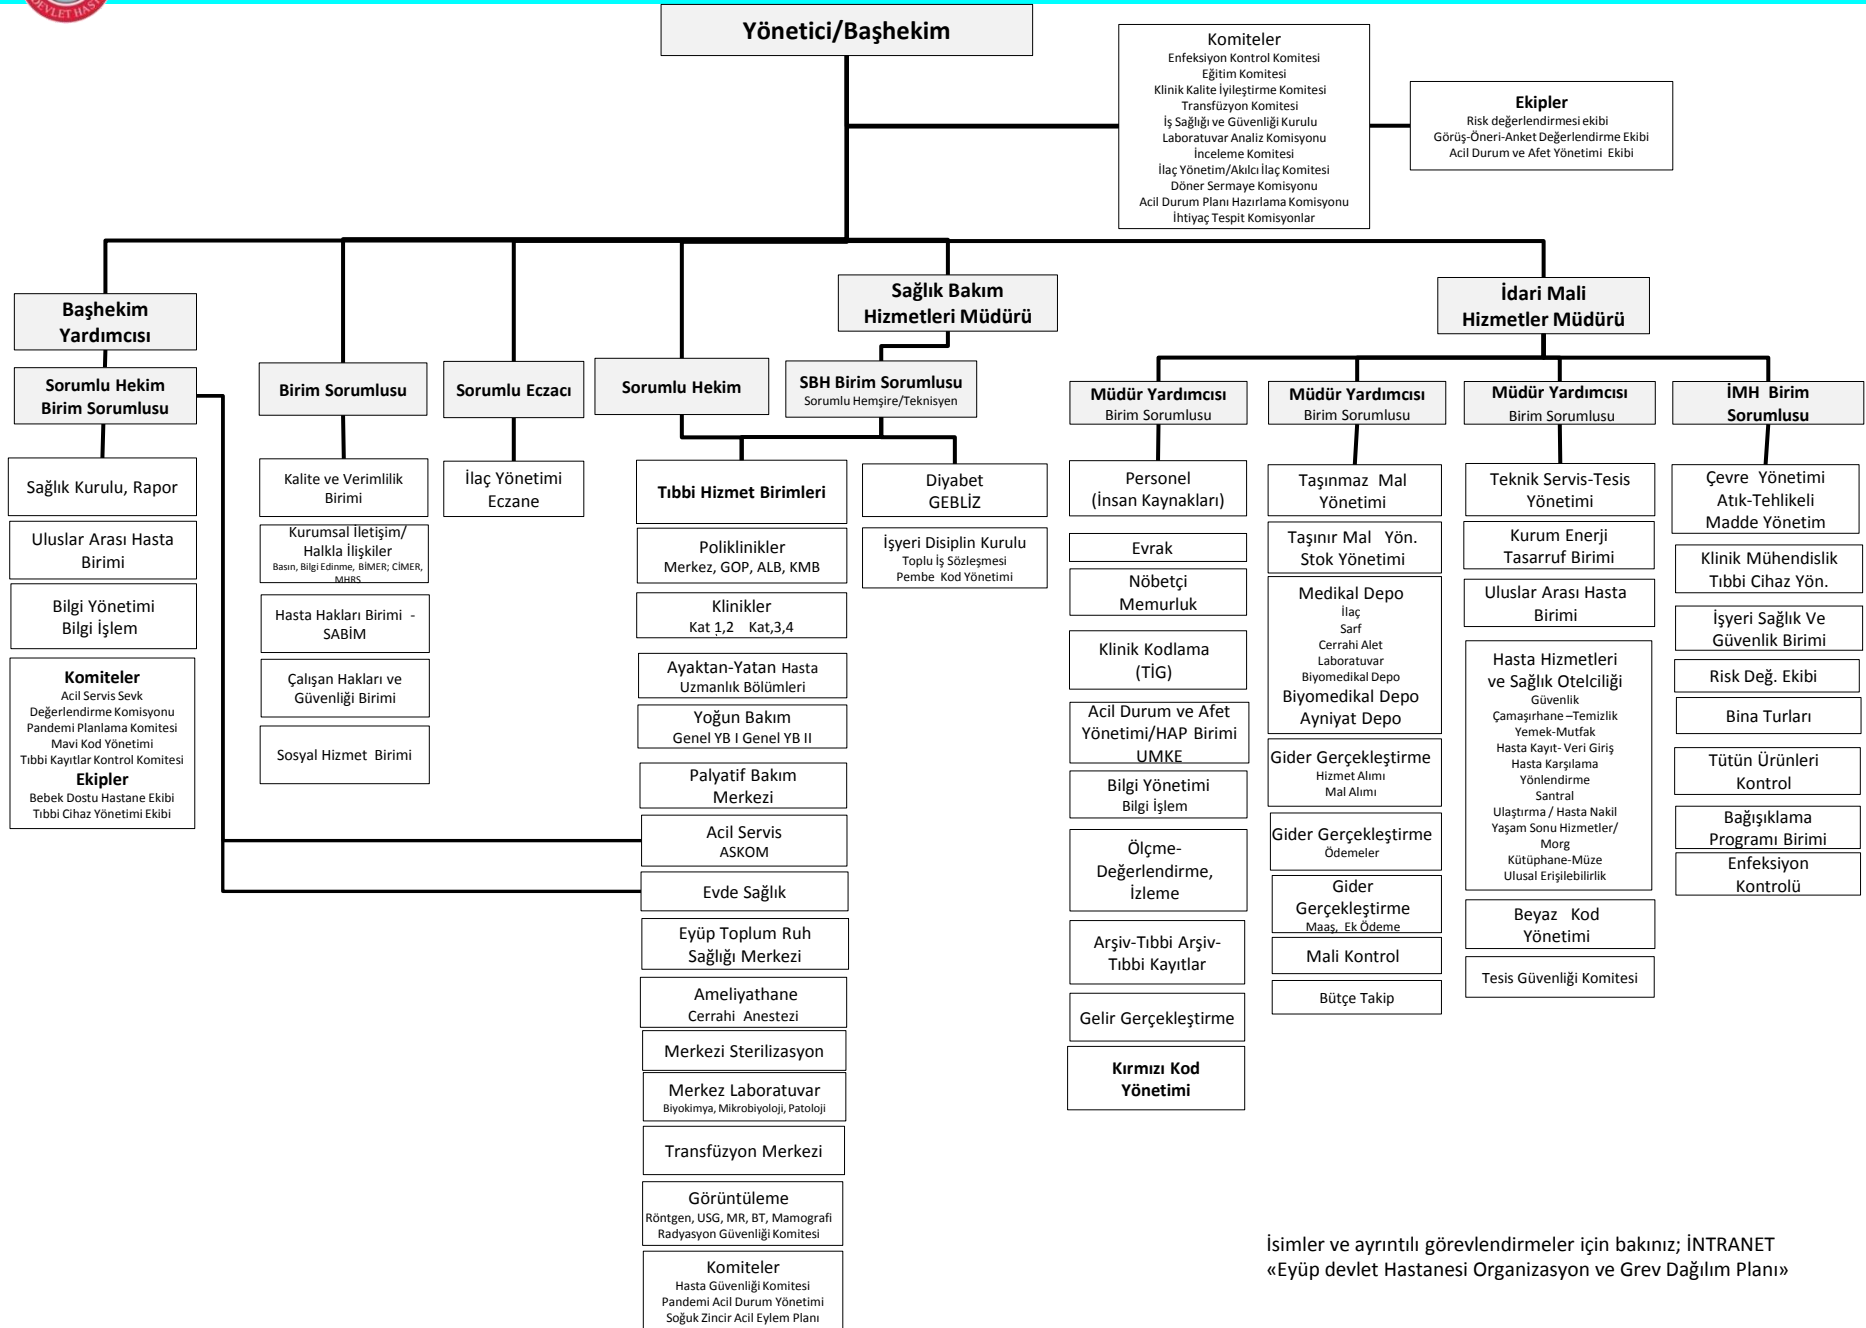 DEVLET HAST
Yönetici/Başhekim
Komiteler
Enfeksiyon Kontrol Komitesi
Eğitim Komitesi
Klinik Kalite İyileştirme Komitesi
Transfüzyon Komitesi
İş Sağlığı ve Güvenliği Kurulu
Laboratuvar Analiz Komisyonu
İnceleme Komitesi
İlaç Yönetim/Akılcı İlaç Komitesi
Döner Sermaye Komisyonu
Acil Durum Planı Hazırlama Komisyonu
İhtiyaç Tespit Komisyonlar
Ekipler
Risk değerlendirmesi ekibi
Görüş-Öneri-Anket Değerlendirme Ekibi
Acil Durum ve Afet Yönetimi Ekibi
Başhekim
Yardımcısı
Sağlık Bakım
Hizmetleri Müdürü
İdari Mali
Hizmetler Müdürü
Sorumlu Hekim
Birim Sorumlusu
Birim Sorumlusu
Sorumlu Eczacı
Sorumlu Hekim
SBH Birim Sorumlusu
Sorumlu Hemşire/Teknisyen
Müdür Yardımcısı
Birim Sorumlusu
Müdür Yardımcısı
Birim Sorumlusu
Müdür Yardımcısı
Birim Sorumlusu
İMH Birim
Sorumlusu
Sağlık Kurulu, Rapor
Uluslar Arası Hasta
Birimi
Bilgi Yönetimi
Bilgi İşlem
Komiteler
Acil Servis Sevk
Değerlendirme Komisyonu
Pandemi Planlama Komitesi
Mavi Kod Yönetimi
Tıbbi Kayıtlar Kontrol Komitesi
Ekipler
Bebek Dostu Hastane Ekibi
Tıbbi Cihaz Yönetimi Ekibi
Kalite ve Verimlilik
Birimi
Kurumsal İletişim/
Halkla İlişkiler
Basın, Bilgi Edinme, BİMER; CİMER,
MHRS
Hasta Hakları Birimi -
SABİM
Çalışan Hakları ve
Güvenliği Birimi
Sosyal Hizmet Birimi
İlaç Yönetimi
Eczane
Tıbbi Hizmet Birimleri
Poliklinikler
Merkez, GOP, ALB, KMB
Klinikler
Kat 1,2 Kat,3,4
Ayaktan-Yatan Hasta
Uzmanlık Bölümleri
Yoğun Bakım
Genel YB I Genel YB II
Palyatif Bakım
Merkezi
Acil Servis
ASKOM
Evde Sağlık
Eyüp Toplum Ruh
Sağlığı Merkezi
Ameliyathane
Cerrahi Anestezi
Merkezi Sterilizasyon
Merkez Laboratuvar
Biyokimya, Mikrobiyoloji, Patoloji
Transfüzyon Merkezi
Görüntüleme
Röntgen, USG, MR, BT, Mamografi
Radyasyon Güvenliği Komitesi
Komiteler
Hasta Güvenliği Komitesi
Pandemi Acil Durum Yönetimi
Soğuk Zincir Acil Eylem Planı
Diyabet
GEBLİZ
İşyeri Disiplin Kurulu
Toplu İş Sözleşmesi
Pembe Kod Yönetimi
Personel
(İnsan Kaynakları)
Evrak
Nöbetçi
Memurluk
Klinik Kodlama
(TİG)
Acil Durum ve Afet
Yönetimi/HAP Birimi
UMKE
Bilgi Yönetimi
Bilgi İşlem
Ölçme-
Değerlendirme,
İzleme
Arşiv-Tıbbi Arşiv-
Tıbbi Kayıtlar
Gelir Gerçekleştirme
Kırmızı Kod
Yönetimi
Taşınmaz Mal
Yönetimi
Taşınır Mal Yön.
Stok Yönetimi
Medikal Depo
İlaç
Sarf
Cerrahi Alet
Laboratuvar
Biyomedikal Depo
Biyomedikal Depo
Ayniyat Depo
Gider Gerçekleştirme
Hizmet Alımı
Mal Alımı
Gider Gerçekleştirme
Ödemeler
Gider
Gerçekleştirme
Maaş, Ek Ödeme
Mali Kontrol
Bütçe Takip
Teknik Servis-Tesis
Yönetimi
Kurum Enerji
Tasarruf Birimi
Uluslar Arası Hasta
Birimi
Hasta Hizmetleri
ve Sağlık Otelciliği
Güvenlik
Çamaşırhane –Temizlik
Yemek-Mutfak
Hasta Kayıt- Veri Giriş
Hasta Karşılama
Yönlendirme
Santral
Ulaştırma / Hasta Nakil
Yaşam Sonu Hizmetler/
Morg
Kütüphane-Müze
Ulusal Erişilebilirlik
Beyaz Kod
Yönetimi
Tesis Güvenliği Komitesi
Çevre Yönetimi
Atık-Tehlikeli
Madde Yönetim
Klinik Mühendislik
Tıbbi Cihaz Yön.
İşyeri Sağlık Ve
Güvenlik Birimi
Risk Değ. Ekibi
Bina Turları
Tütün Ürünleri
Kontrol
Bağışıklama
Programı Birimi
Enfeksiyon
Kontrolü
İsimler ve ayrıntılı görevlendirmeler için bakınız; İNTRANET
«Eyüp devlet Hastanesi Organizasyon ve Grev Dağılım Planı»